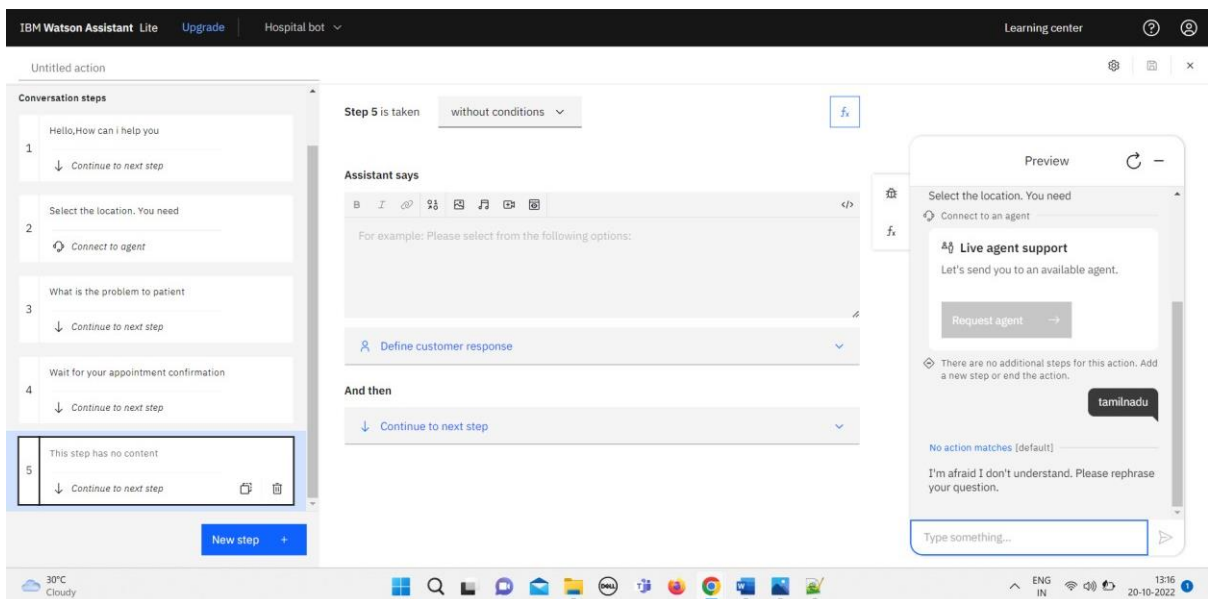 IBM Watson Assistant Lite Upgrade Hospital bot Learning center
Untitled action
Conversation steps
1
Hello,How can i help you
Continue to next step
2
Select the location. You need
Connect to agent
3
What is the problem to patient
Continue to next step
4
Wait for your appointment confirmation
Continue to next step
5
This step has no content
Continue to next step
New step +
Step 5 is taken without conditions
fx
Assistant says
B I </>
For example: Please select from the following options:
Define customer response
And then
Continue to next step
fx
Preview
Select the location. You need
Connect to an agent
Live agent support
Let's send you to an available agent.
Request agent
There are no additional steps for this action. Add
a new step or end the action.
tamilnadu
No action matches [default]
I'm afraid I don't understand. Please rephrase
your question.
Type something...
30°C
Cloudy
DELL
ENG
IN
13:16
20-10-2022
1